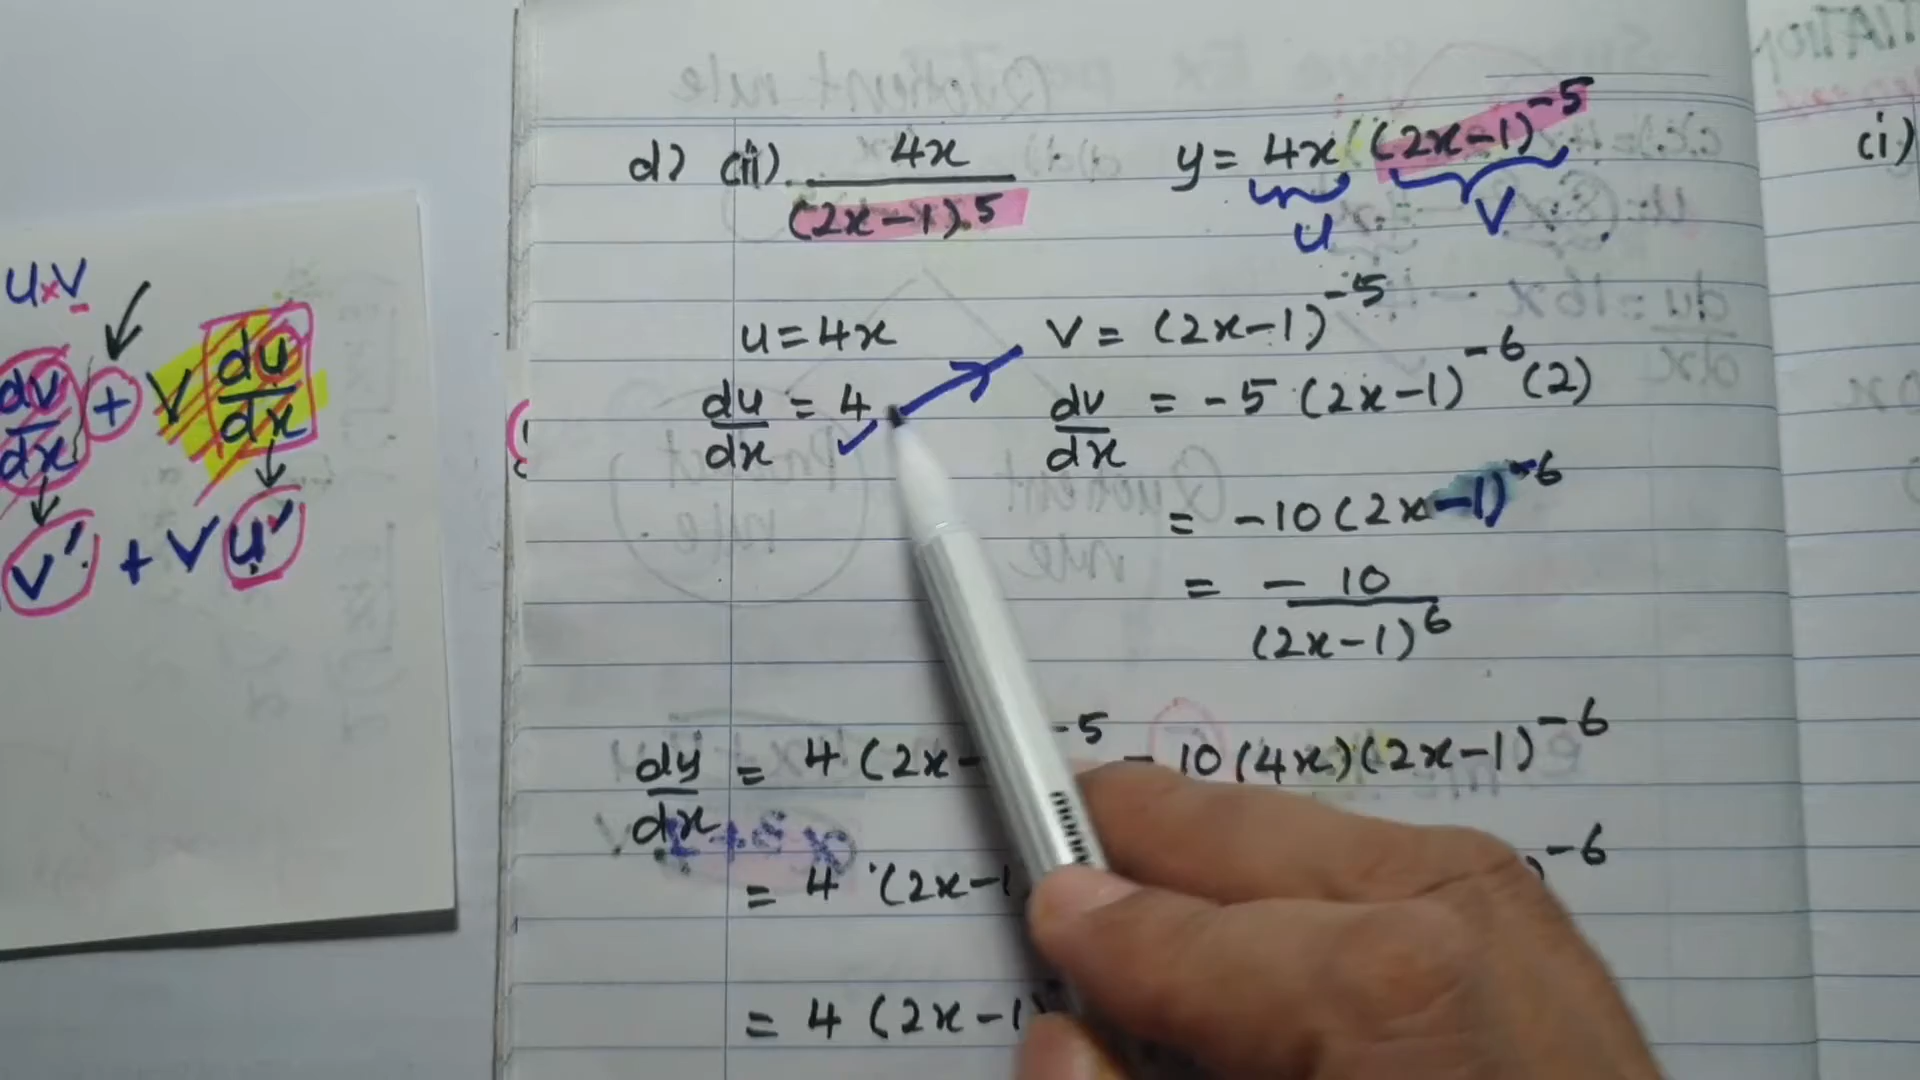 u×v
dv/dx + v du/dx
v' + v u'
d) (ii). 4x/(2x-1)^5
y = 4x (2x-1)^-5
u v
u = 4x
v = (2x-1)^-5
du/dx = 4
dv/dx = -5 (2x-1)^-6 (2)
= -10 (2x-1)^-6
= -10/(2x-1)^6
dy/dx = 4 (2x- -5 - 10 (4x)(2x-1)^-6
= 4 (2x-1 )^-6
= 4 (2x-1)
(i)